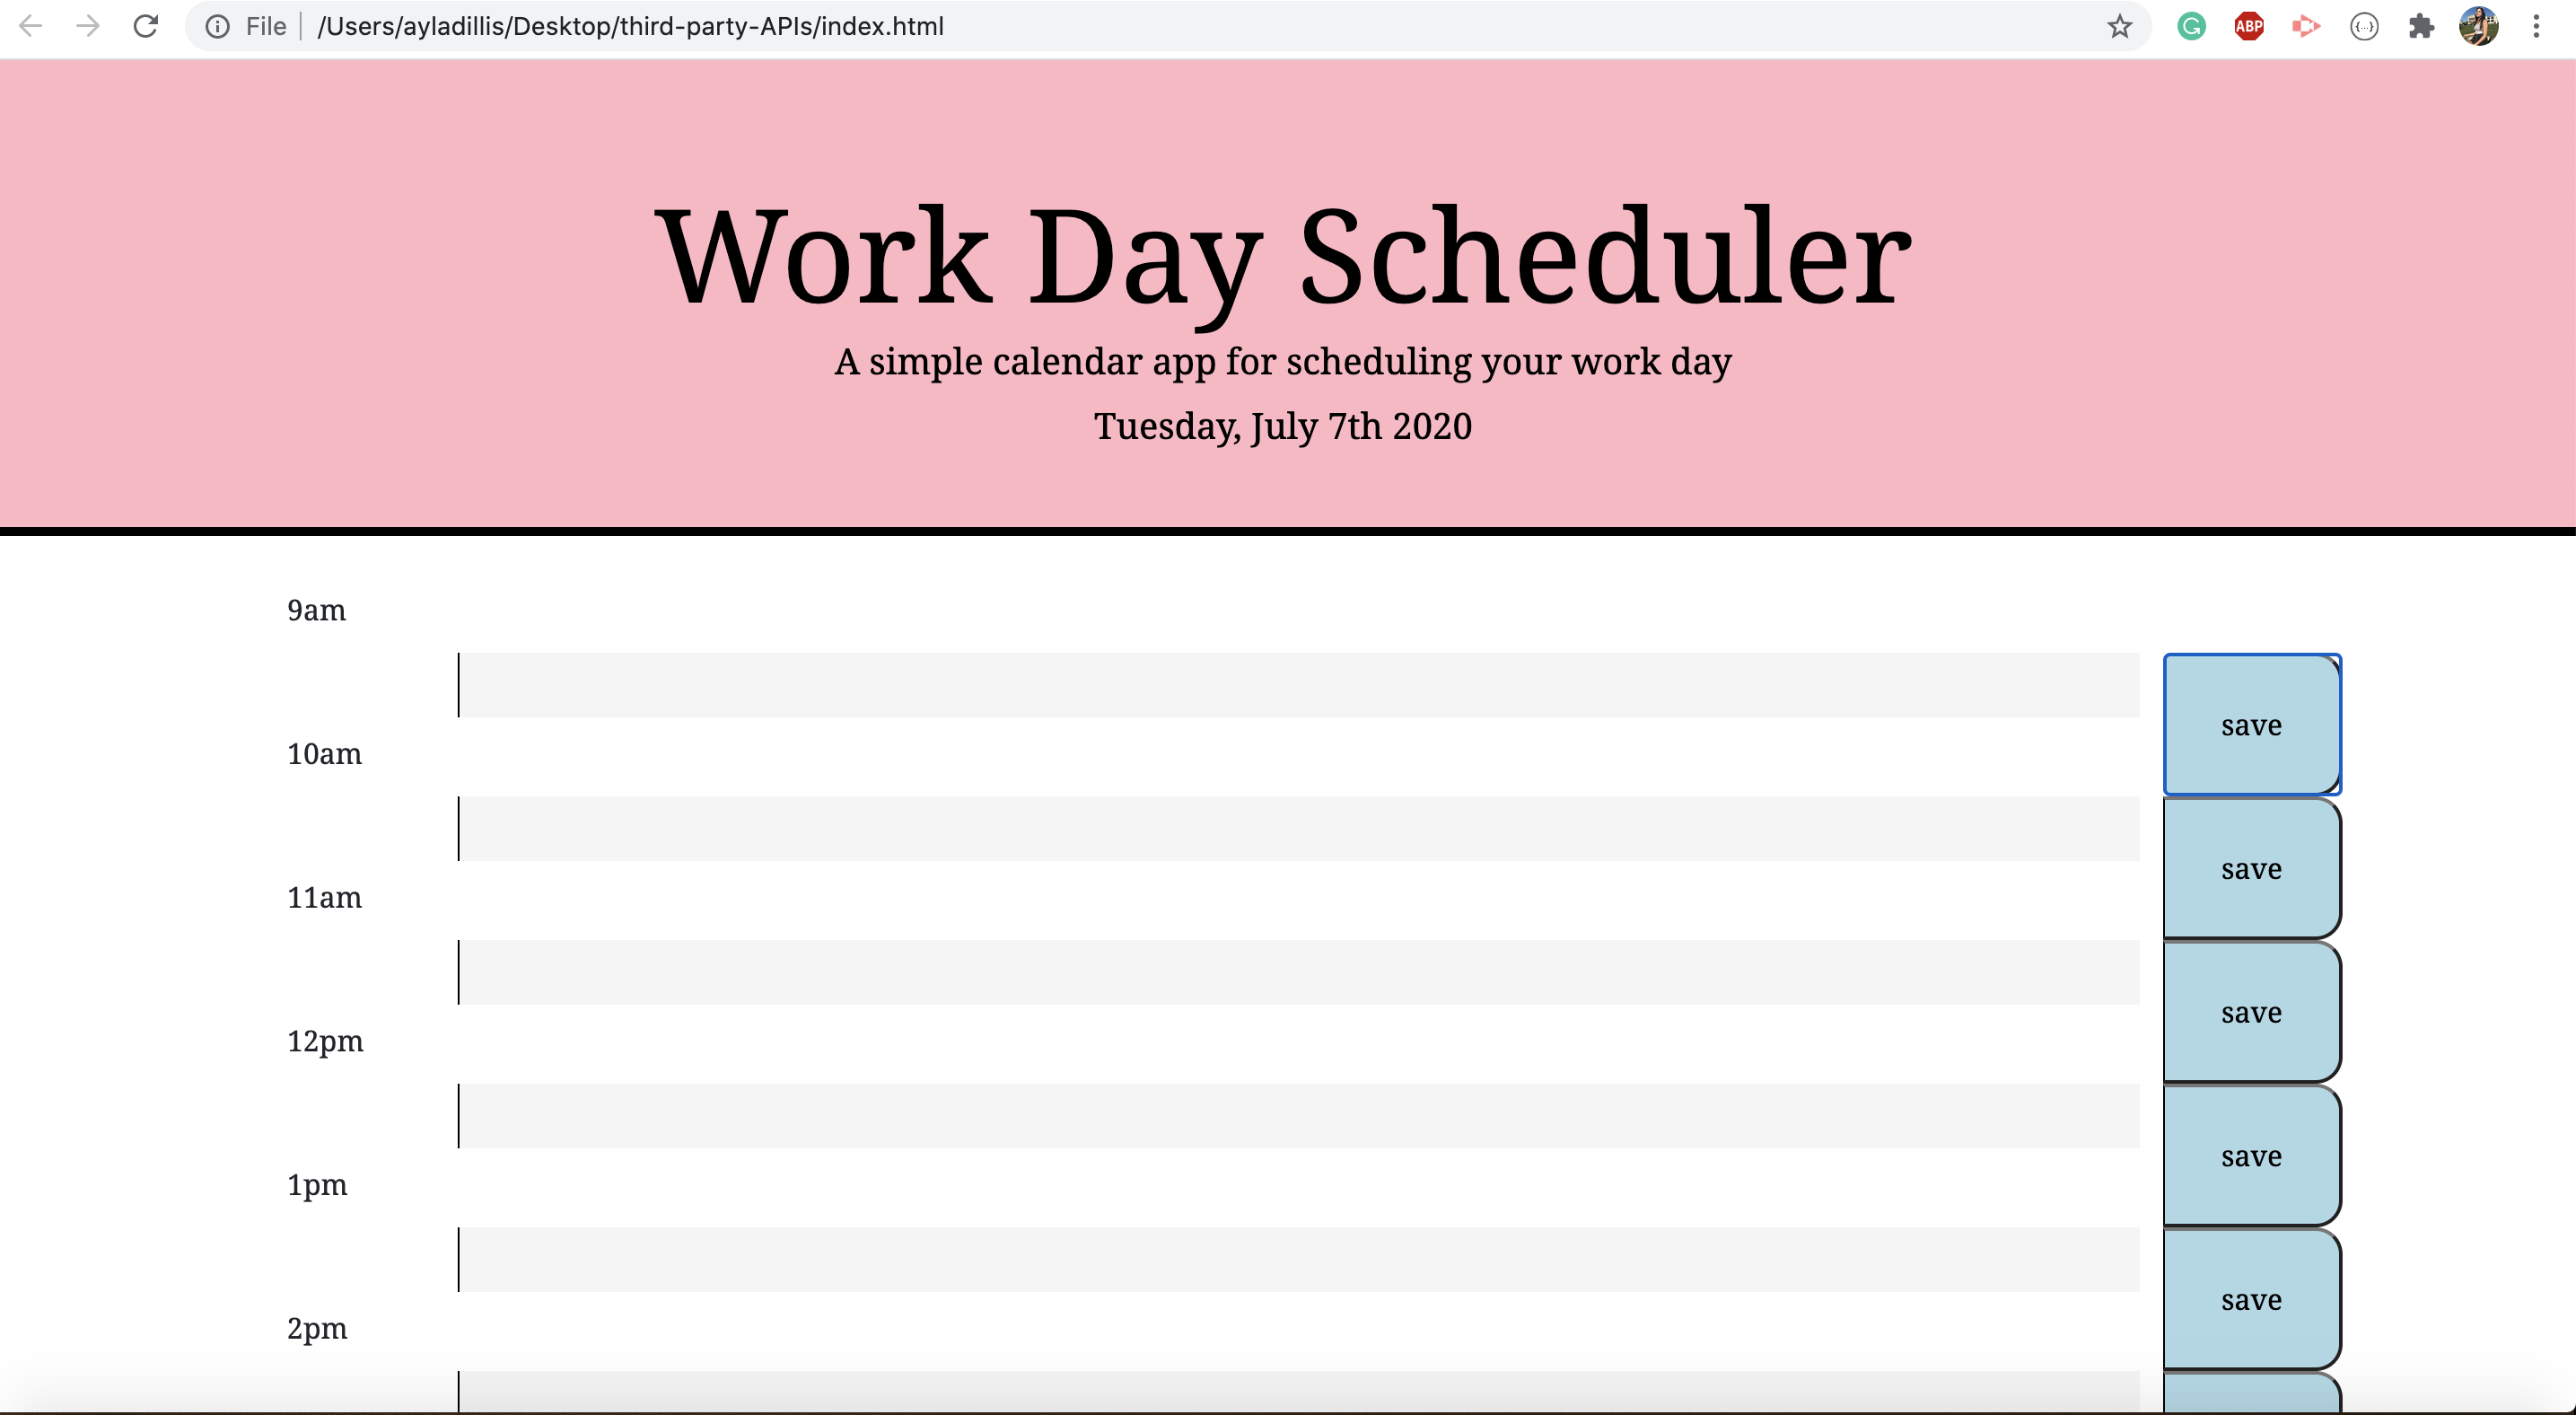 File /Users/ayladillis/Desktop/third-party-APIs/index.html
ABP
Work Day Scheduler
A simple calendar app for scheduling your work day
Tuesday, July 7th 2020
9am
save
10am
save
11am
save
12pm
save
1pm
save
2pm